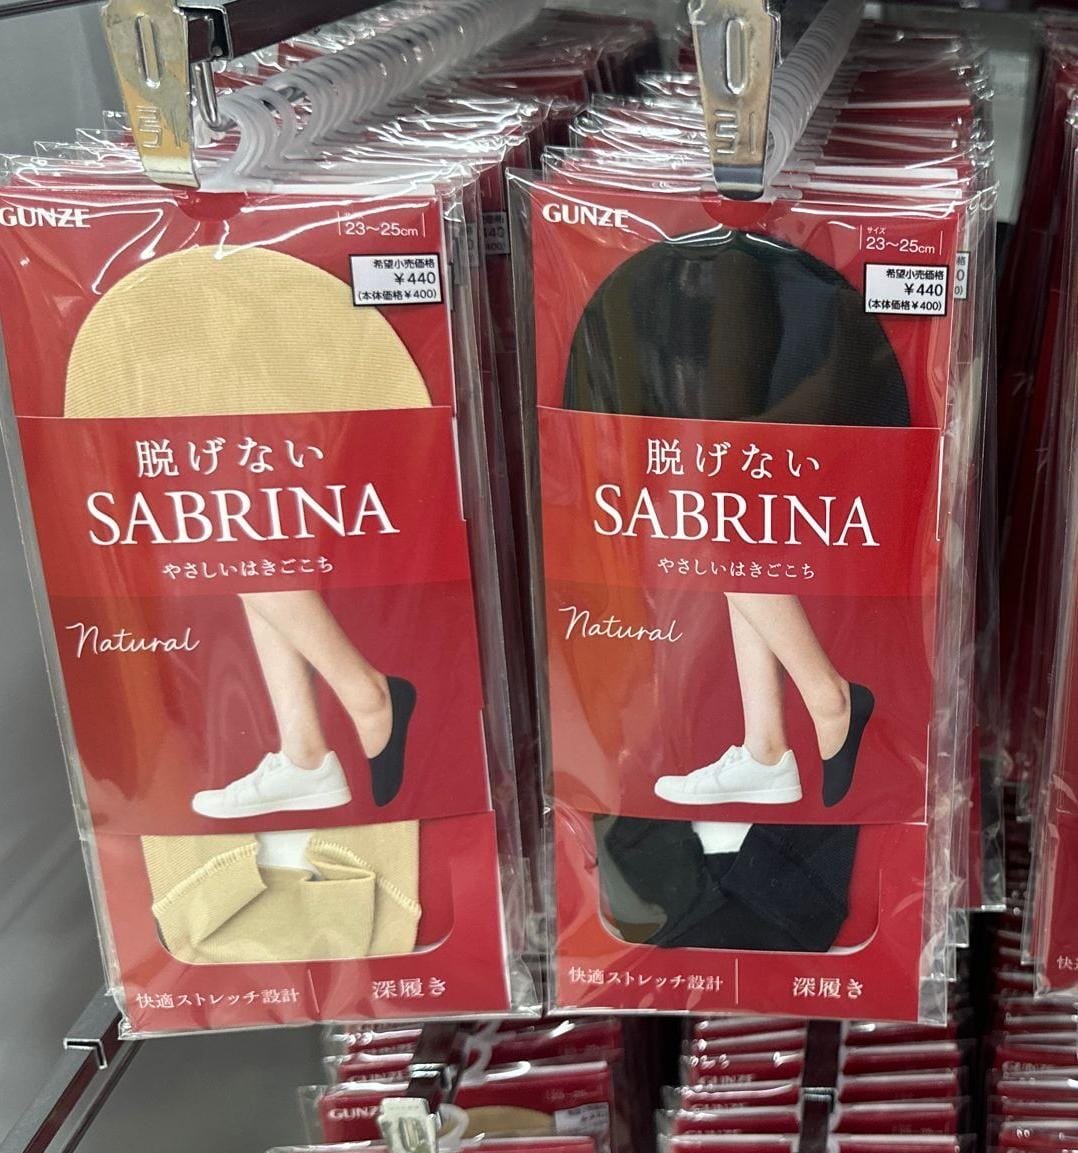 GUNZE
23〜25cm
希望小売価格
¥440
(本体価格¥400)
脱げない
SABRINA
やさしいはきごこち
Natural
快適ストレッチ設計
深履き
GUNZE
サイズ
23〜25cm
希望小売価格
¥440
(本体価格¥400)
脱げない
SABRINA
やさしいはきごこち
Natural
快適ストレッチ設計
深履き
GUNZE
GUNZE